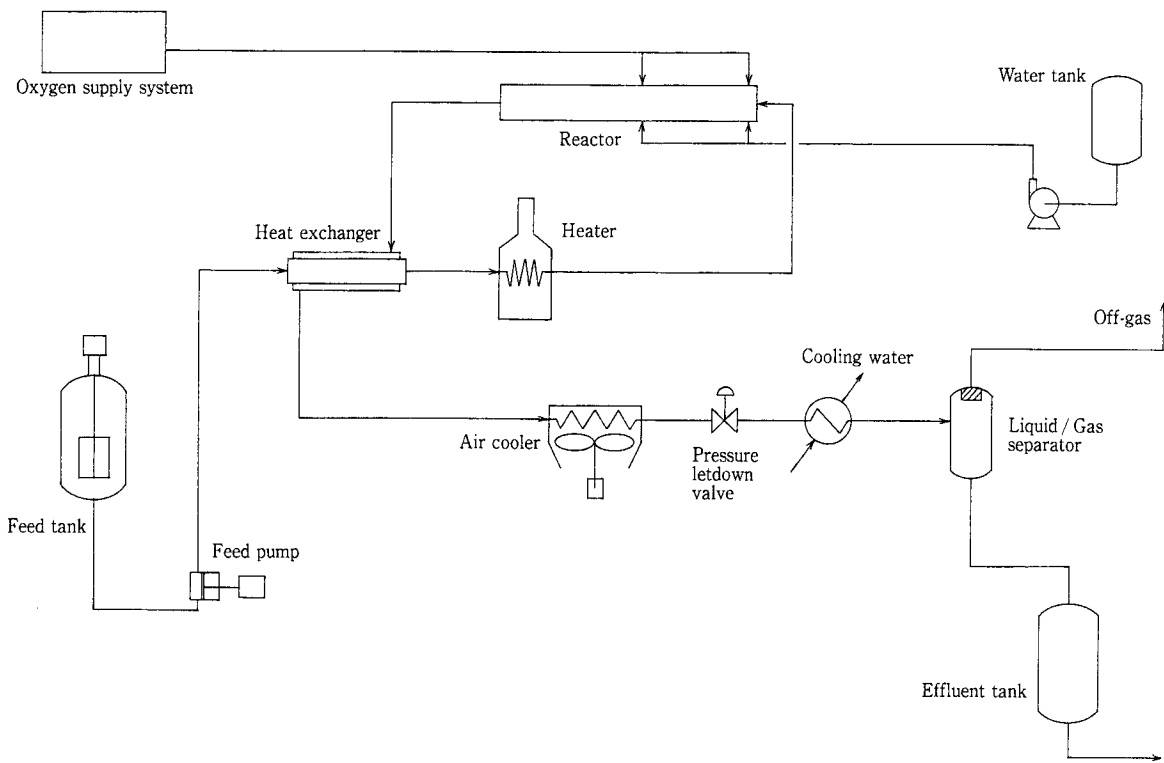 Oxygen supply system
Water tank
Reactor
Heat exchanger
Heater
Off-gas
Cooling water
Air cooler
Pressure
letdown
valve
Liquid / Gas
separator
Feed tank
Feed pump
Effluent tank